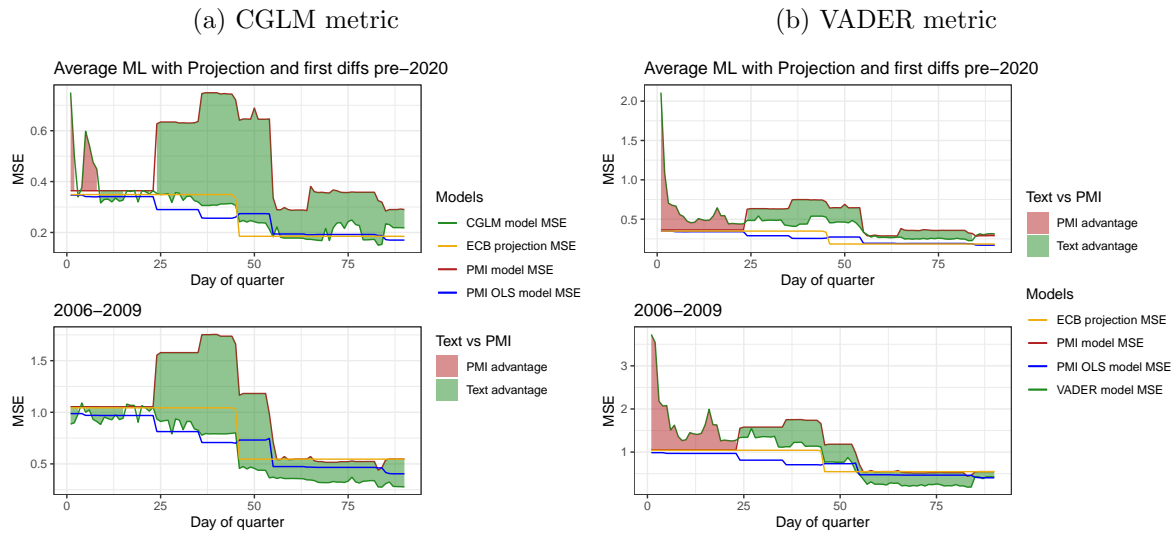 (a) CGLM metric
Average ML with Projection and first diffs pre−2020
MSE
0.6
0.4
0.2
0
25
50
75
Day of quarter
2006−2009
MSE
1.5
1.0
0.5
0
25
50
75
Day of quarter
Models
CGLM model MSE
ECB projection MSE
PMI model MSE
PMI OLS model MSE
Text vs PMI
PMI advantage
Text advantage
(b) VADER metric
Average ML with Projection and first diffs pre−2020
MSE
2.0
1.5
1.0
0.5
0
25
50
75
Day of quarter
2006−2009
MSE
3
2
1
0
25
50
75
Day of quarter
Text vs PMI
PMI advantage
Text advantage
Models
ECB projection MSE
PMI model MSE
PMI OLS model MSE
VADER model MSE